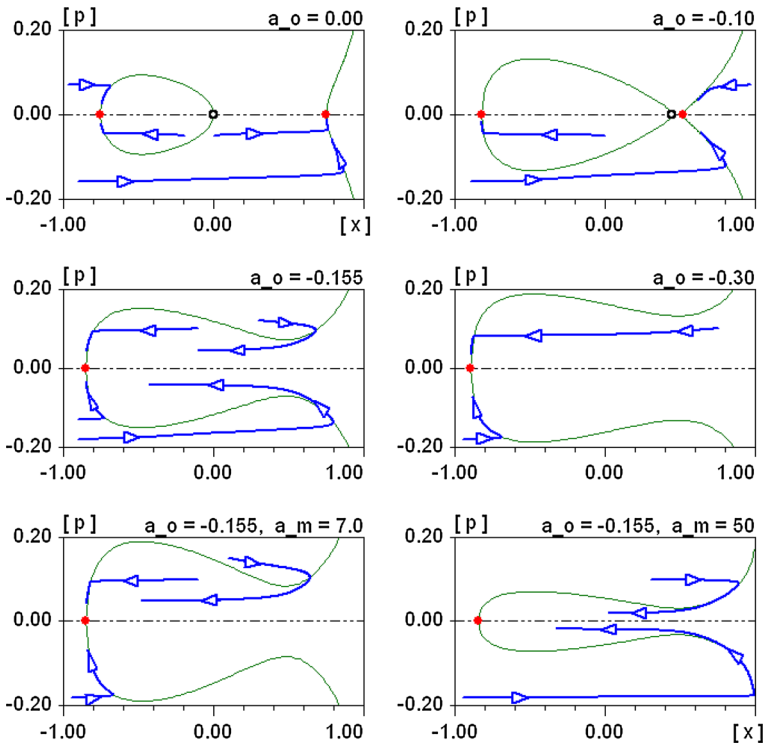 [ p ] a_o = 0.00
0.20
0.00
-0.20
-1.00 0.00 [ x ]
[ p ] a_o = -0.10
0.20
0.00
-0.20
-1.00 0.00 1.00
[ p ] a_o = -0.155
0.20
0.00
-0.20
-1.00 0.00 1.00
[ p ] a_o = -0.30
0.20
0.00
-0.20
-1.00 0.00 1.00
[ p ] a_o = -0.155, a_m = 7.0
0.20
0.00
-0.20
-1.00 0.00 1.00
[ p ] a_o = -0.155, a_m = 50
0.20
0.00
-0.20
-1.00 0.00 [ x ]